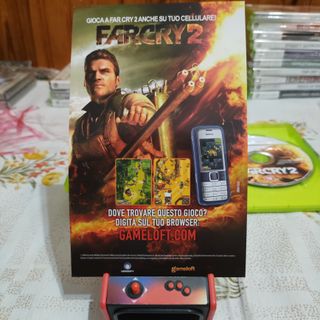 GIOCA A FAR CRY 2 ANCHE SU TUO CELLULARE!
FARCRY 2
DOVE TROVARE QUESTO GIOCO?
DIGITA SUL TUO BROWSER:
GAMELOFT.COM
UBISOFT
gameloft
FARCRY 2